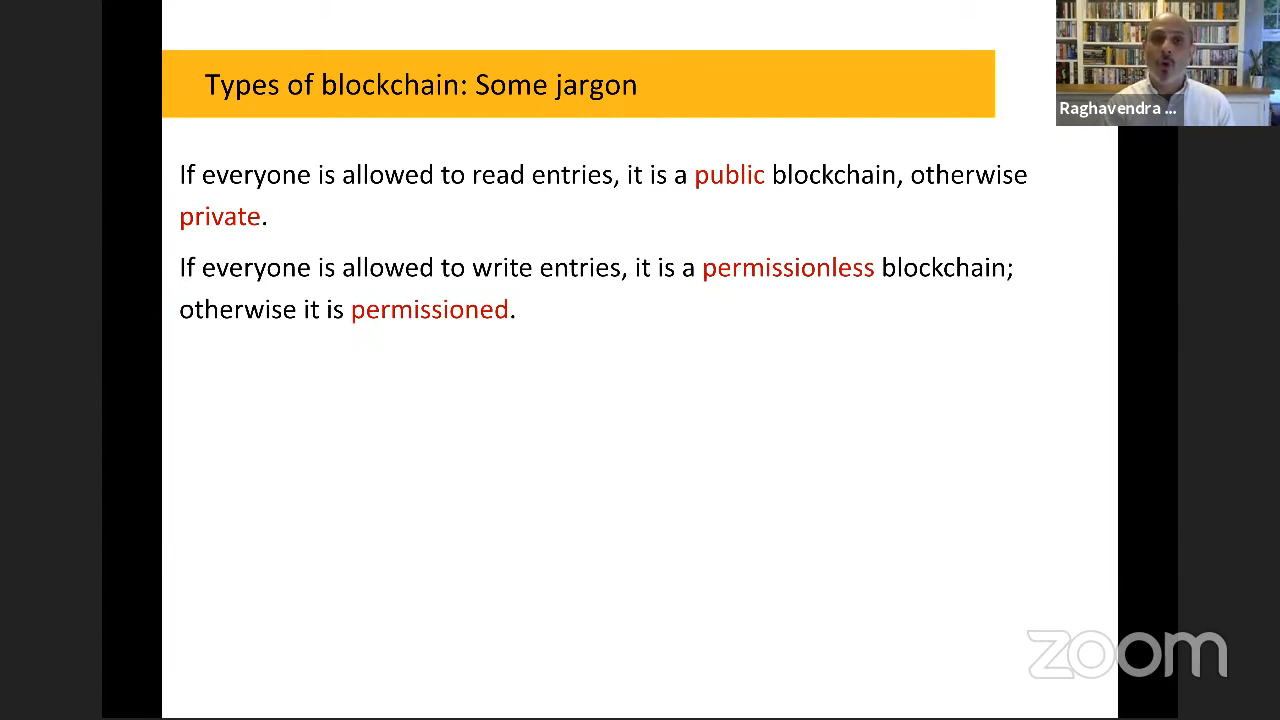 Types of blockchain: Some jargon
Raghavendra ...
If everyone is allowed to read entries, it is a public blockchain, otherwise
private.
If everyone is allowed to write entries, it is a permissionless blockchain;
otherwise it is permissioned.
zoom